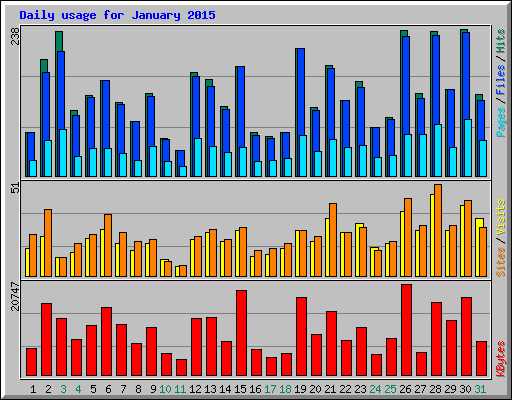 Daily usage for January 2015
238
Pages / Files / Hits
51
Sites / Visits
20747
KBytes
1 2 3 4 5 6 7 8 9 10 11 12 13 14 15 16 17 18 19 20 21 22 23 24 25 26 27 28 29 30 31